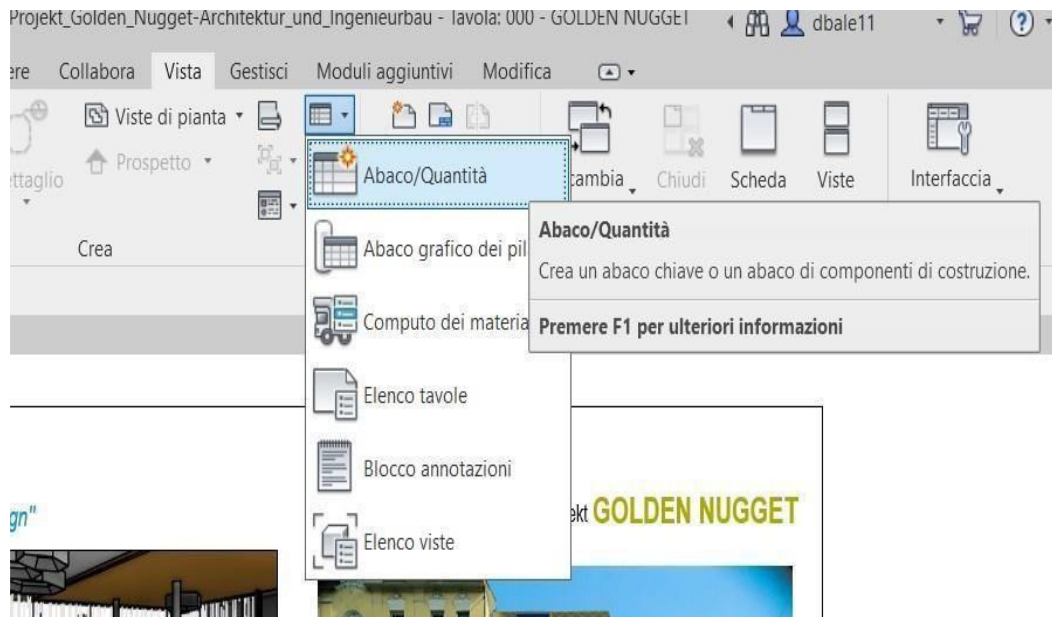 Projekt_Golden_Nugget-Architektur_und_Ingenieurbau - Tavola: 000 - GOLDEN NUGGET dbale11
Collabora Vista Gestisci Moduli aggiuntivi Modifica
Viste di pianta
Prospetto
Crea
Chiudi Scheda Viste Interfaccia
Abaco/Quantità
Abaco grafico dei pil
Computo dei materia
Elenco tavole
Blocco annotazioni
Elenco viste
Abaco/Quantità
Crea un abaco chiave o un abaco di componenti di costruzione.
Premere F1 per ulteriori informazioni
GOLDEN NUGGET